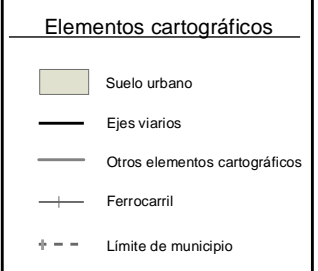 Elementos cartográficos
Suelo urbano
Ejes viarios
Otros elementos cartográficos
Ferrocarril
Límite de municipio